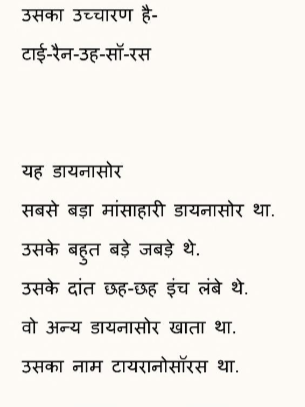 उसका उच्चारण है-
टाई-रैन-उह-सॉ-रस
यह डायनासोर
सबसे बड़ा मांसाहारी डायनासोर था.
उसके बहुत बड़े जबड़े थे.
उसके दांत छह-छह इंच लंबे थे.
वो अन्य डायनासोर खाता था.
उसका नाम टायरानोसॉरस था.